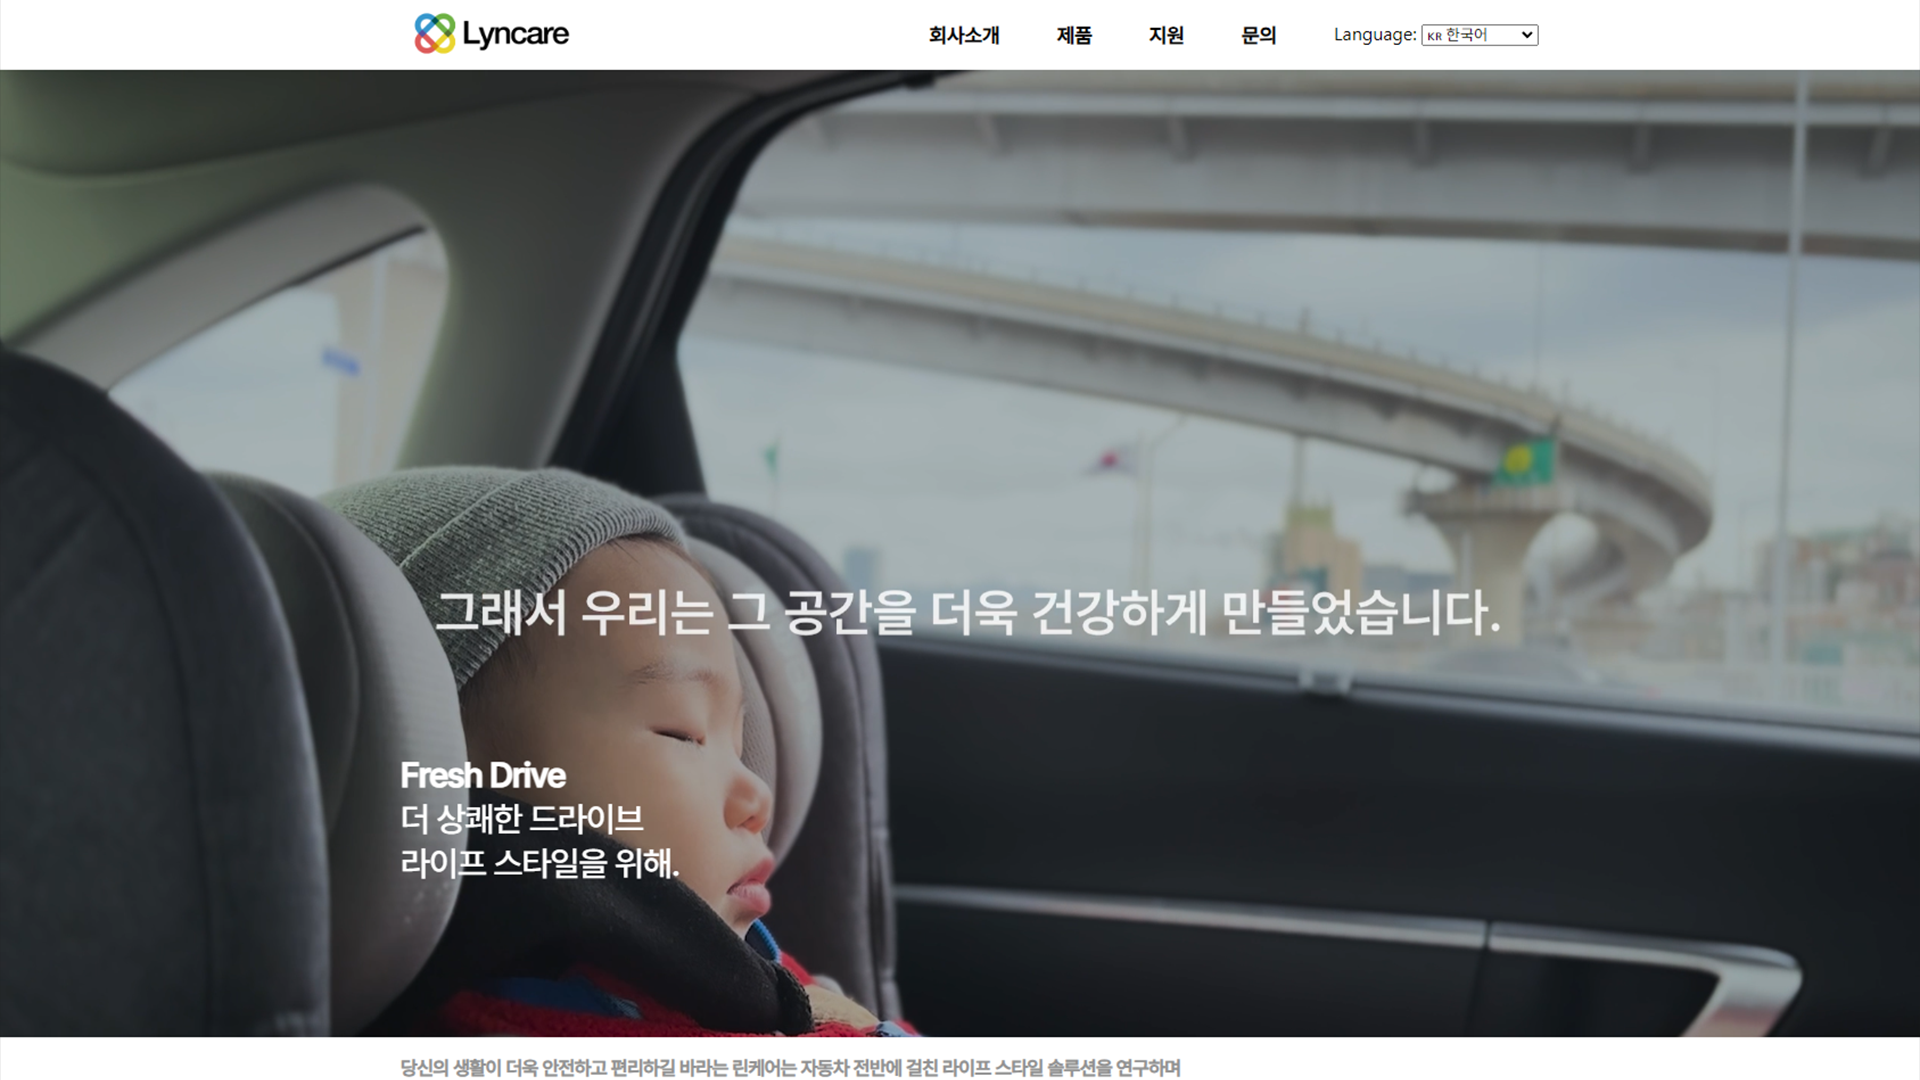 Lyncare
회사소개 제품 지원 문의 Language: KR 한국어
그래서 우리는 그 공간을 더욱 건강하게 만들었습니다.
Fresh Drive
더 상쾌한 드라이브
라이프 스타일을 위해.
당신의 생활이 더욱 안전하고 편리하길 바라는 린케어는 자동차 전반에 걸친 라이프 스타일 솔루션을 연구하며